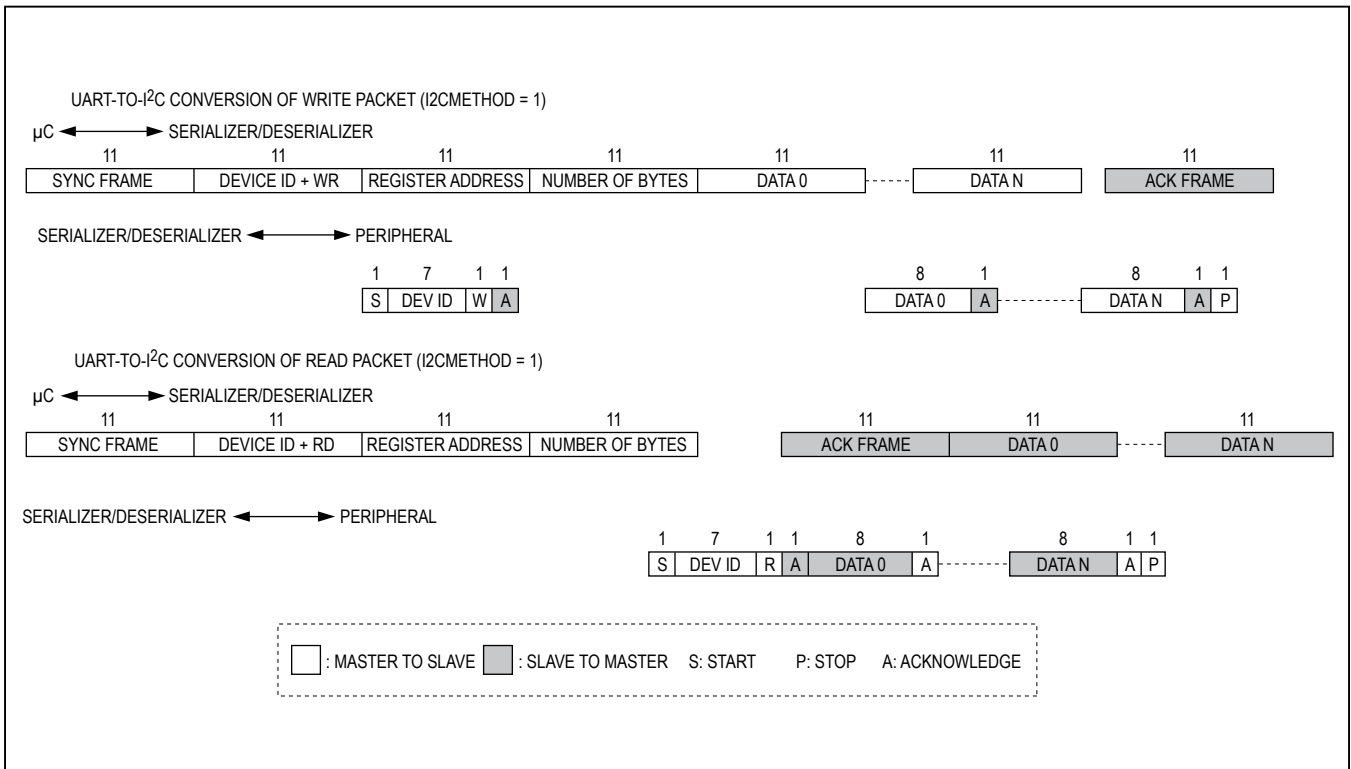 UART-TO-I2C CONVERSION OF WRITE PACKET (I2CMETHOD = 1)
µC SERIALIZER/DESERIALIZER
11 11 11 11 11 11 11
SYNC FRAME DEVICE ID + WR REGISTER ADDRESS NUMBER OF BYTES DATA 0 DATA N ACK FRAME
SERIALIZER/DESERIALIZER PERIPHERAL
1 7 1 1 8 1 8 1 1
S DEV ID W A DATA 0 A DATA N A P
UART-TO-I2C CONVERSION OF READ PACKET (I2CMETHOD = 1)
µC SERIALIZER/DESERIALIZER
11 11 11 11 11 11 11
SYNC FRAME DEVICE ID + RD REGISTER ADDRESS NUMBER OF BYTES ACK FRAME DATA 0 DATA N
SERIALIZER/DESERIALIZER PERIPHERAL
1 7 1 1 8 1 8 1 1
S DEV ID R A DATA 0 A DATA N A P
: MASTER TO SLAVE : SLAVE TO MASTER S: START P: STOP A: ACKNOWLEDGE